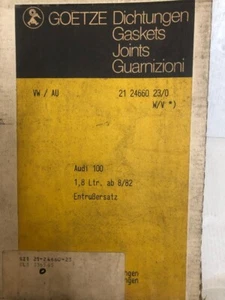 GOETZE Dichtungen
Gaskets
Joints
Guarnizioni
VW / AU 21 24660 23/0
W/V *)
Audi 100
1,8 Ltr. ab 8/82
Entrußersatz